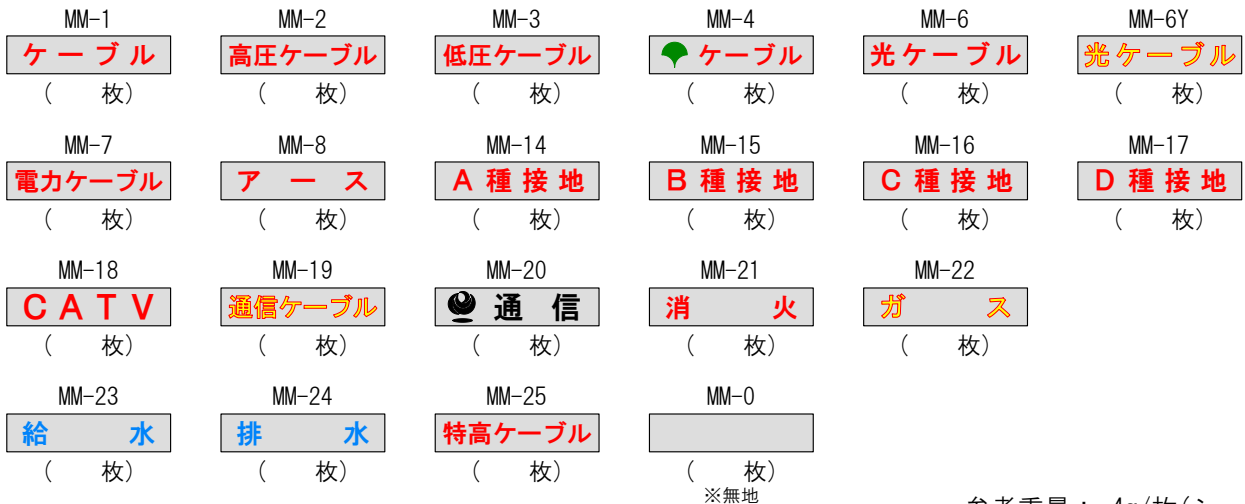 MM-1 MM-2 MM-3 MM-4 MM-6 MM-6Y
ケーブル 高圧ケーブル 低圧ケーブル ケーブル 光ケーブル 光ケーブル
( 枚) ( 枚) ( 枚) ( 枚) ( 枚) ( 枚)
MM-7 MM-8 MM-14 MM-15 MM-16 MM-17
電力ケーブル アース A種接地 B種接地 C種接地 D種接地
( 枚) ( 枚) ( 枚) ( 枚) ( 枚) ( 枚)
MM-18 MM-19 MM-20 MM-21 MM-22
CATV 通信ケーブル 通信 消火 ガス
( 枚) ( 枚) ( 枚) ( 枚) ( 枚)
MM-23 MM-24 MM-25 MM-0
給水 排水 特高ケーブル
( 枚) ( 枚) ( 枚) ( 枚)
※無地